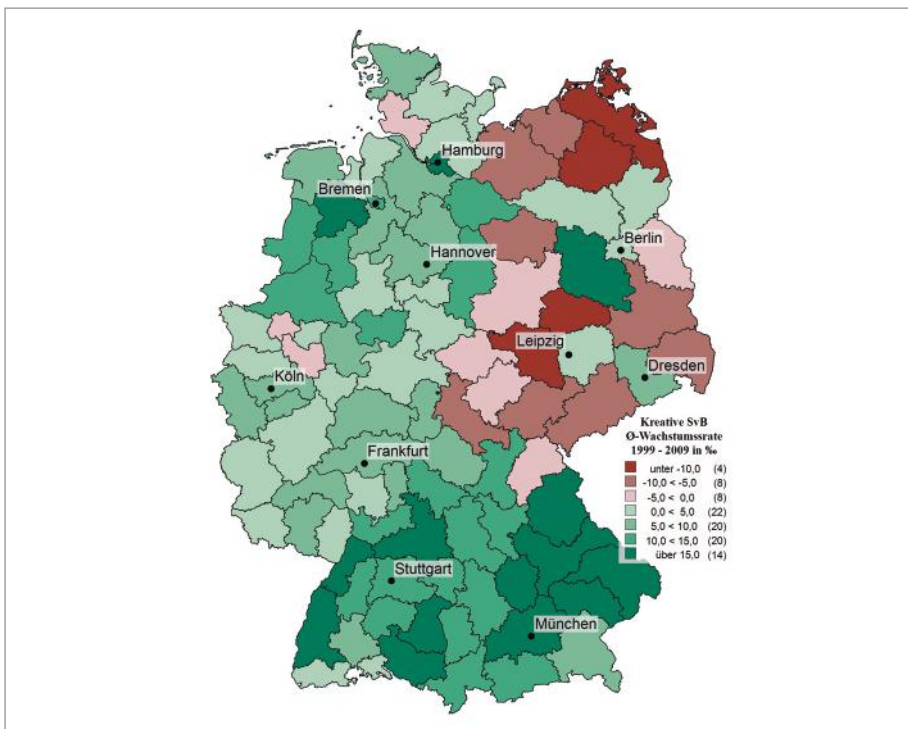 Hamburg
Bremen
Berlin
Hannover
Leipzig
Dresden
Köln
Frankfurt
Stuttgart
München
Kreative SvB
Ø-Wachstumssrate
1999 - 2009 in ‰
unter -10,0 (4)
-10,0 < -5,0 (8)
-5,0 < 0,0 (8)
0,0 < 5,0 (22)
5,0 < 10,0 (20)
10,0 < 15,0 (20)
über 15,0 (14)